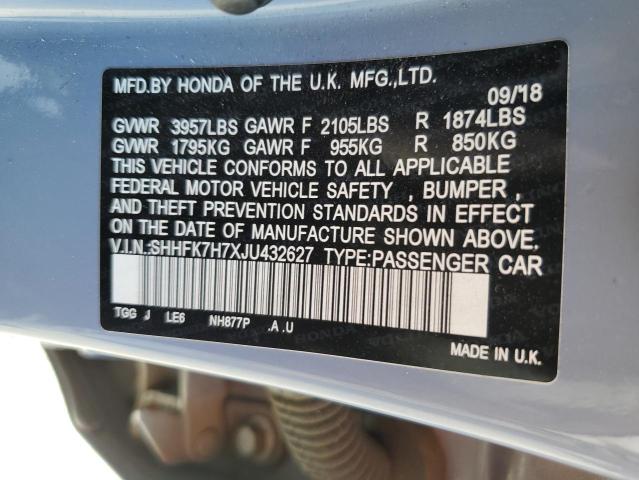 MFD.BY HONDA OF THE U.K. MFG.,LTD.
09/18
GVWR 3957LBS GAWR F 2105LBS R 1874LBS
GVWR 1795KG GAWR F 955KG R 850KG
THIS VEHICLE CONFORMS TO ALL APPLICABLE
FEDERAL MOTOR VEHICLE SAFETY , BUMPER ,
AND THEFT PREVENTION STANDARDS IN EFFECT
ON THE DATE OF MANUFACTURE SHOWN ABOVE.
V.I.N.:SHHFK7H7XJU432627 TYPE:PASSENGER CAR
TGG J LE6 NH877P .A .U
MADE IN U.K.